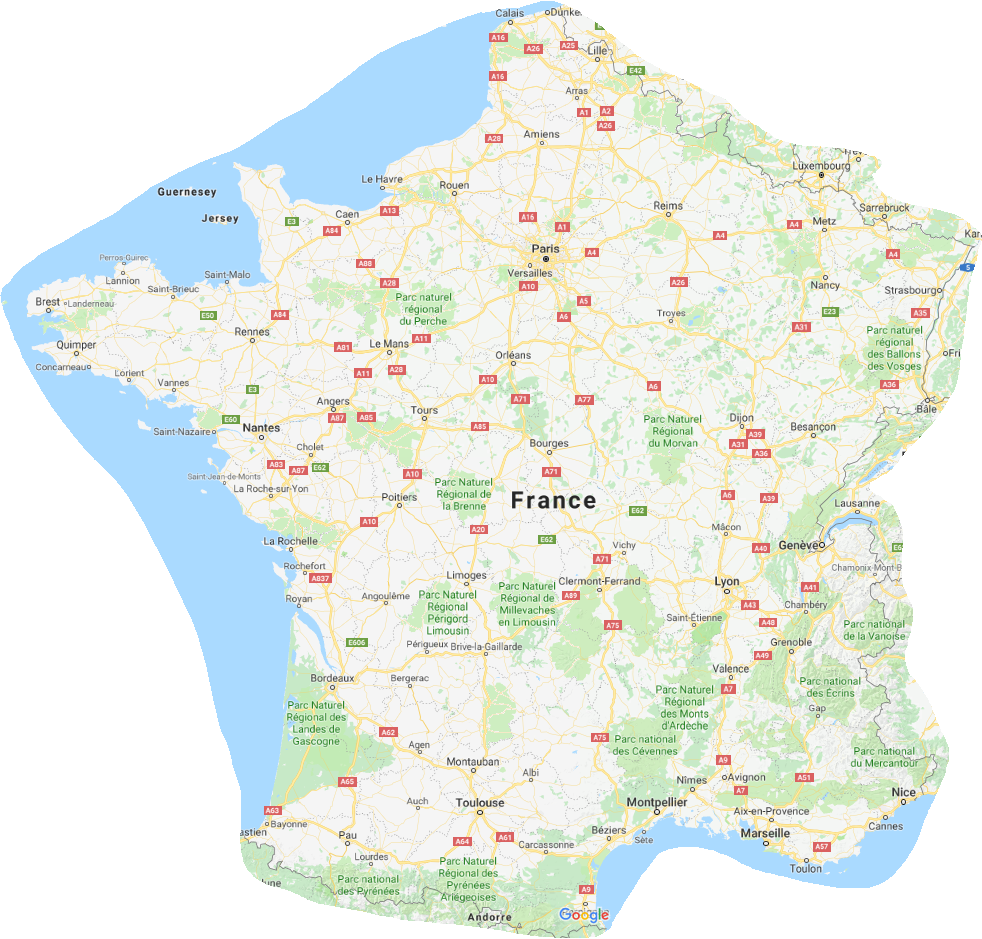 Calais
Dunke
A16
A26
A25
Lille
E42
A16
Arras
A1
A2
A26
A28
Amiens
Luxembourg
Le Havre
Rouen
Guernesey
Jersey
Caen
A13
E3
A84
A16
A1
Reims
A4
A4
Metz
Sarrebruck
Kar
Paris
A4
Versailles
A10
A88
A28
A26
A4
5
Perros-Guirec
Lannion
Saint-Malo
Saint-Brieuc
Brest
Landerneau
Nancy
Strasbourg
Parc naturel
régional
du Perche
A5
A6
Troyes
E23
A31
A35
E50
A84
Rennes
Quimper
Concarneau
Lorient
Vannes
A81
Le Mans
A11
A11
A28
Orléans
Parc naturel
régional
des Ballons
des Vosges
Fri
A36
Bâle
E3
A10
A71
A77
A6
Angers
A87
A85
Tours
A85
E60
Saint-Nazaire
Nantes
Cholet
Parc Naturel
Régional
du Morvan
Dijon
A39
A31
A36
Besançon
Bourges
A71
A83
A87
E62
A10
Saint-Jean-de-Monts
La Roche-sur-Yon
Poitiers
Parc Naturel
Régional de
la Brenne
France
E62
A6
A39
Lausanne
A10
A20
E62
Mâcon
Genève
A40
La Rochelle
Rochefort
A837
Royan
Angoulême
Limoges
Vichy
A71
Clermont-Ferrand
A89
Lyon
A41
Chamonix-Mont-B
Parc Naturel
Régional
Périgord
Limousin
Parc Naturel
Régional de
Millevaches
en Limousin
A75
Saint-Étienne
A43
A48
Chambéry
Parc national
de la Vanoise
E606
Périgueux
Brive-la-Gaillarde
A49
Grenoble
Bordeaux
Bergerac
Valence
A7
Parc national
des Écrins
Gap
Parc Naturel
Régional des
Landes de
Gascogne
Parc Naturel
Régional
des Monts
d'Ardèche
A62
Agen
A75
Parc national
des Cévennes
Parc national
du Mercantour
Montauban
Albi
A65
A9
A7
Nîmes
Avignon
A51
Nice
Cannes
A63
Bayonne
astien
Auch
Toulouse
Montpellier
Aix-en-Provence
Marseille
A57
Toulon
Pau
Lourdes
A64
A61
Carcassonne
Béziers
Sète
Parc Naturel
Régional des
Pyrénées
Ariégeoises
Parc national
des Pyrénées
A9
Andorre
Google